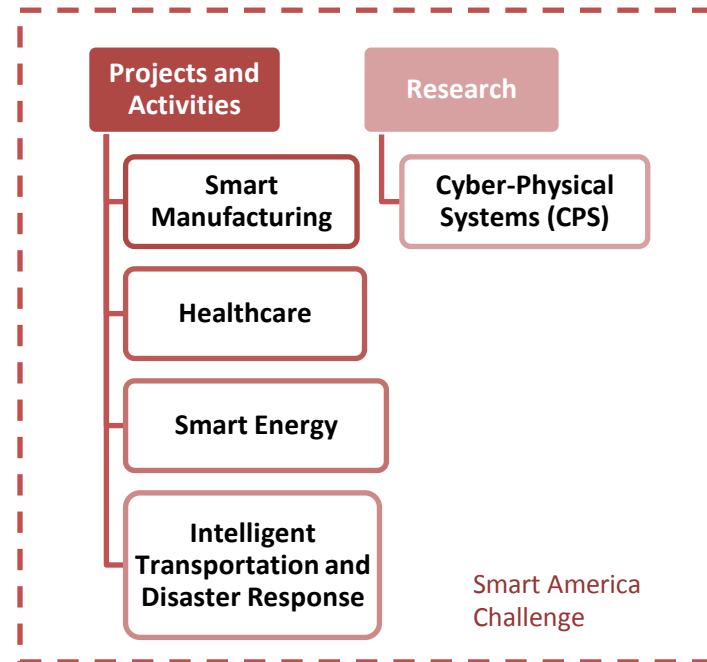 Projects and
Activities
Research
Smart
Manufacturing
Cyber-Physical
Systems (CPS)
Healthcare
Smart Energy
Intelligent
Transportation and
Disaster Response
Smart America
Challenge